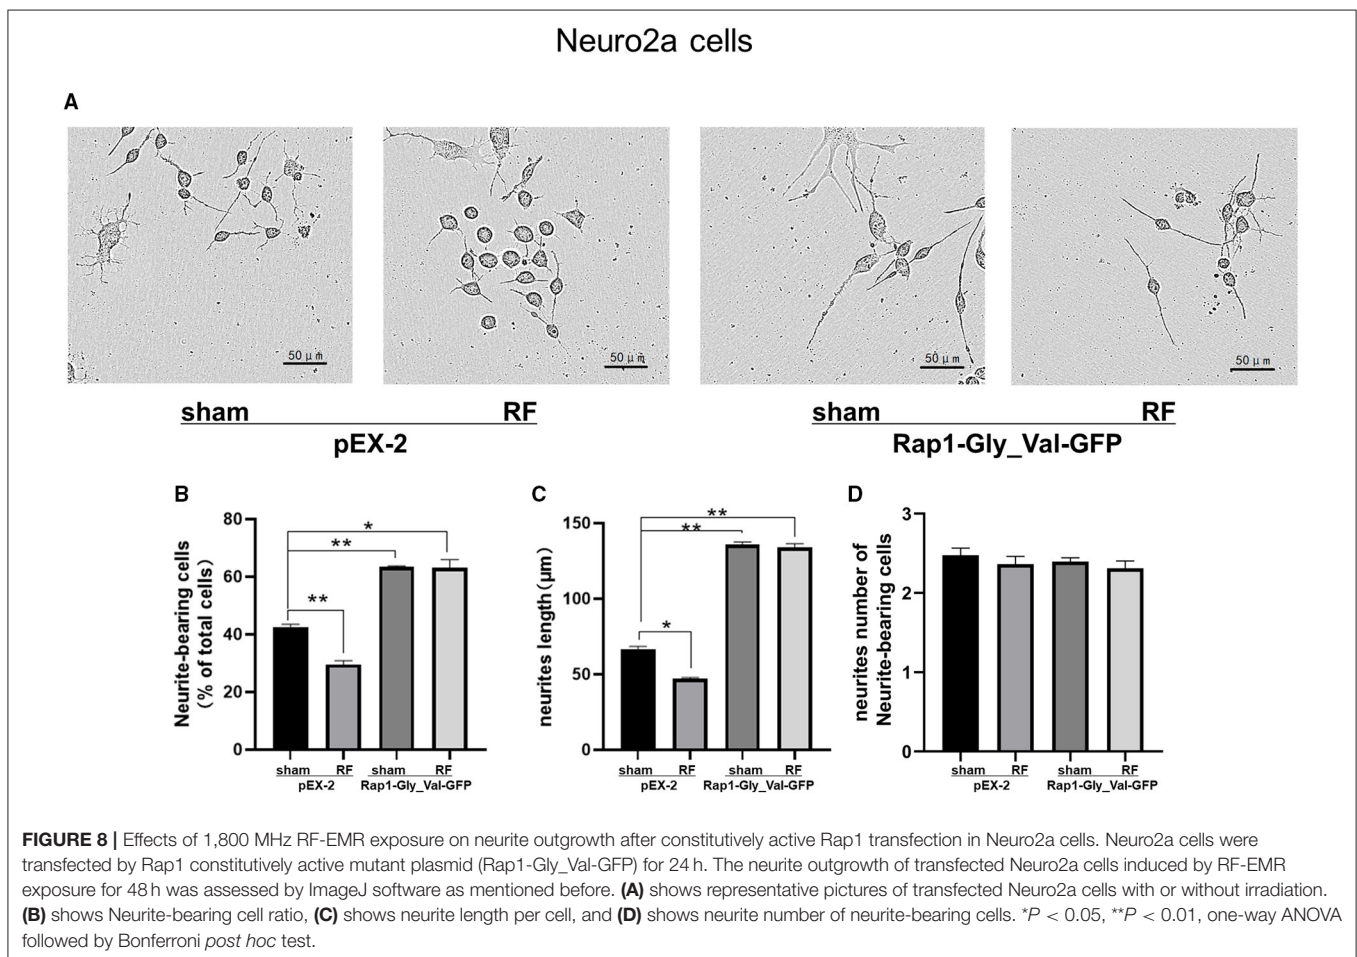 Neuro2a cells
A
50 μm
50 μm
50 μm
50 μm
sham RF
pEX-2
sham RF
Rap1-Gly_Val-GFP
B
Neurite-bearing cells
(% of total cells)
80
60
40
20
0
*
**
**
sham RF sham RF
pEX-2 Rap1-Gly_Val-GFP
C
neurites length(μm)
150
100
50
0
**
**
*
sham RF sham RF
pEX-2 Rap1-Gly_Val-GFP
D
neurites number of
Neurite-bearing cells
3
2
1
0
sham RF sham RF
pEX-2 Rap1-Gly_Val-GFP
FIGURE 8 | Effects of 1,800 MHz RF-EMR exposure on neurite outgrowth after constitutively active Rap1 transfection in Neuro2a cells. Neuro2a cells were
transfected by Rap1 constitutively active mutant plasmid (Rap1-Gly_Val-GFP) for 24 h. The neurite outgrowth of transfected Neuro2a cells induced by RF-EMR
exposure for 48 h was assessed by ImageJ software as mentioned before. (A) shows representative pictures of transfected Neuro2a cells with or without irradiation.
(B) shows Neurite-bearing cell ratio, (C) shows neurite length per cell, and (D) shows neurite number of neurite-bearing cells. *P < 0.05, **P < 0.01, one-way ANOVA
followed by Bonferroni post hoc test.